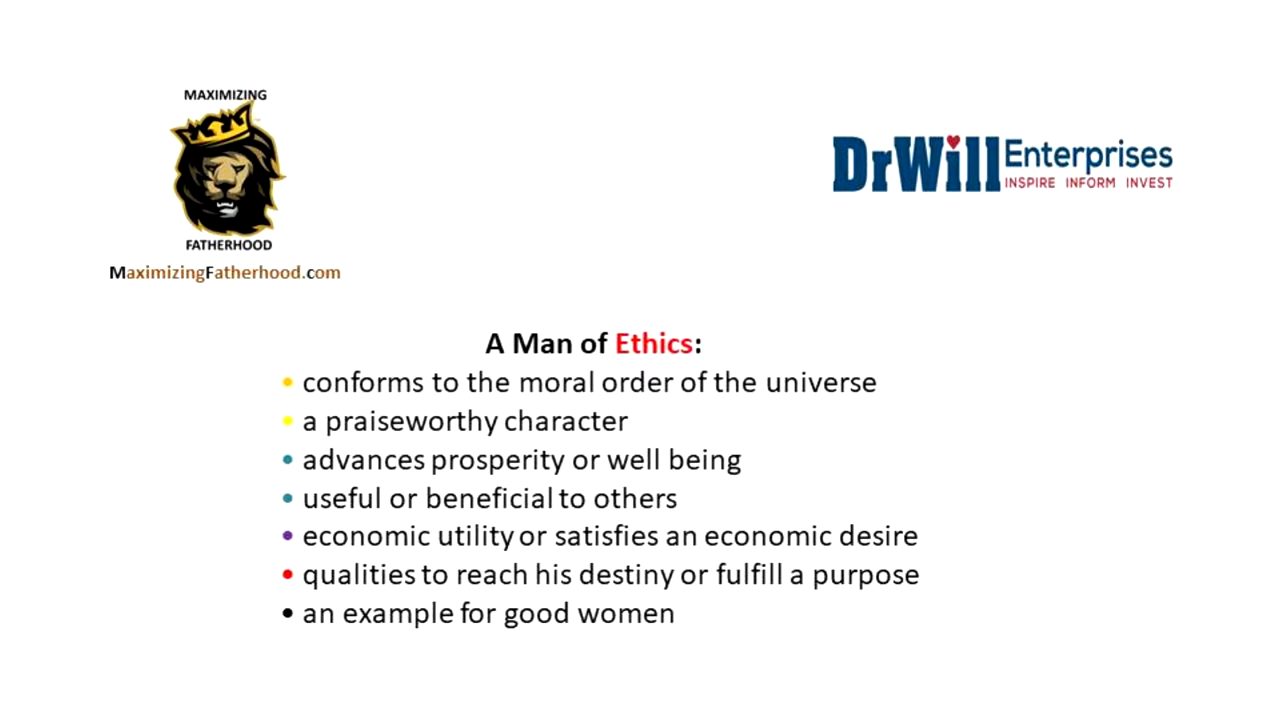 MAXIMIZING
FATHERHOOD
MaximizingFatherhood.com
DrWill Enterprises
INSPIRE INFORM INVEST
A Man of Ethics:
• conforms to the moral order of the universe
• a praiseworthy character
• advances prosperity or well being
• useful or beneficial to others
• economic utility or satisfies an economic desire
• qualities to reach his destiny or fulfill a purpose
• an example for good women